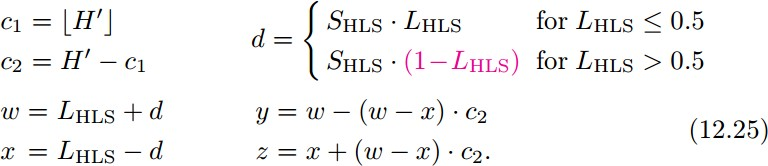 c₁ = ⌊H′⌋
c₂ = H′ − c₁
d = { S_HLS · L_HLS for L_HLS ≤ 0.5
S_HLS · (1−L_HLS) for L_HLS > 0.5
w = L_HLS + d y = w − (w − x) · c₂
x = L_HLS − d z = x + (w − x) · c₂.
(12.25)